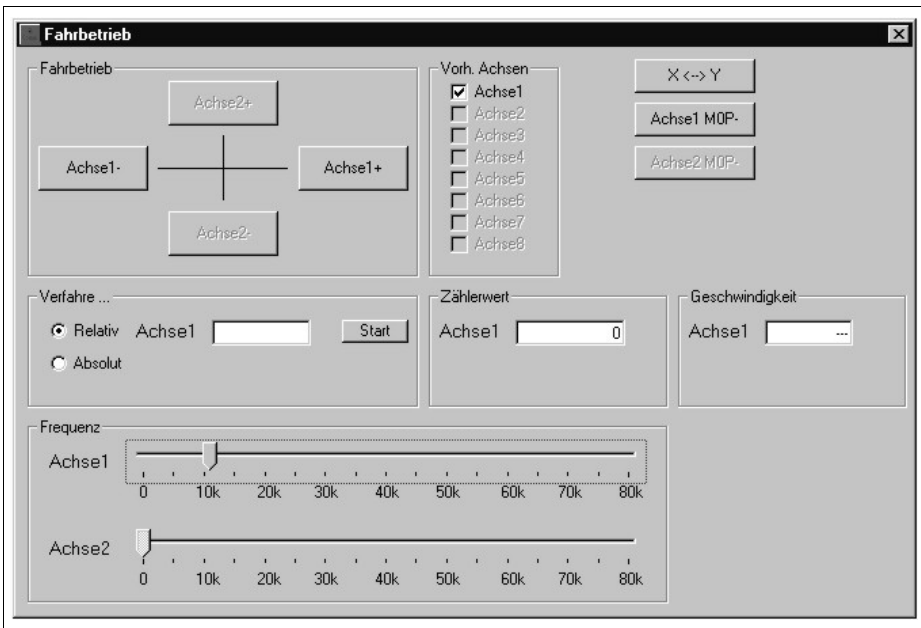 Fahrbetrieb
Fahrbetrieb
Achse2+
Achse1-
Achse1+
Achse2-
Vorh. Achsen
Achse1
Achse2
Achse3
Achse4
Achse5
Achse6
Achse7
Achse8
X <--> Y
Achse1 M0P-
Achse2 M0P-
Verfahre ...
Relativ Achse1 Start
Absolut
Zählerwert
Achse1 0
Geschwindigkeit
Achse1 ---
Frequenz
Achse1
0 10k 20k 30k 40k 50k 60k 70k 80k
Achse2
0 10k 20k 30k 40k 50k 60k 70k 80k